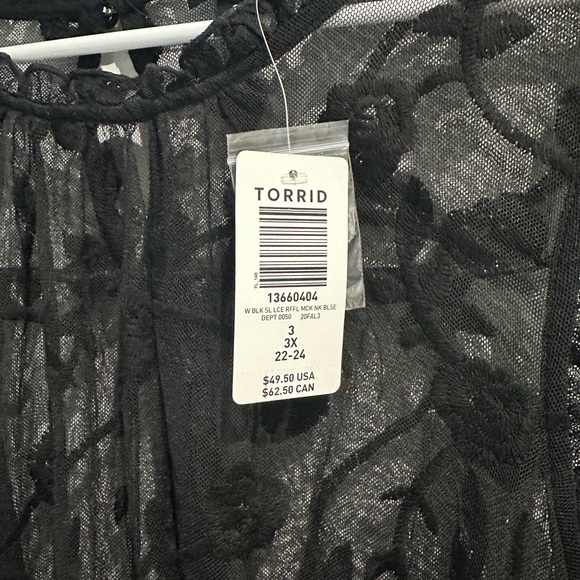 TORRID
13660404
W BLK SL LCE RFFL MCK NK BLSE
DEPT 0050 20FAL3
3
3X
22-24
$49.50 USA
$62.50 CAN